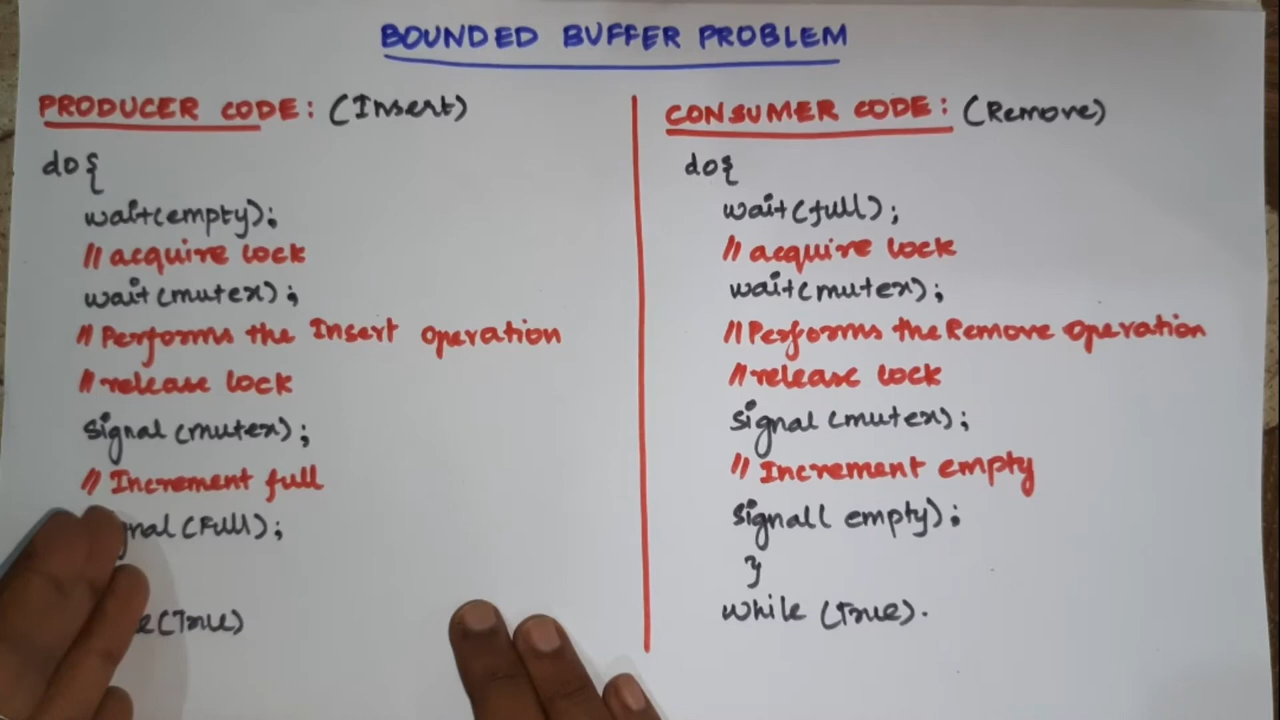 BOUNDED BUFFER PROBLEM
PRODUCER CODE: (Insert)
do{
wait(empty);
// acquire lock
wait(mutex);
// Performs the Insert operation
// release lock
signal(mutex);
// Increment full
gnal(Full);
e(True)
CONSUMER CODE: (Remove)
do{
wait(full);
// acquire lock
wait(mutex);
// Performs the Remove operation
// release lock
signal(mutex);
// Increment empty
signal( empty);
}
while (True).